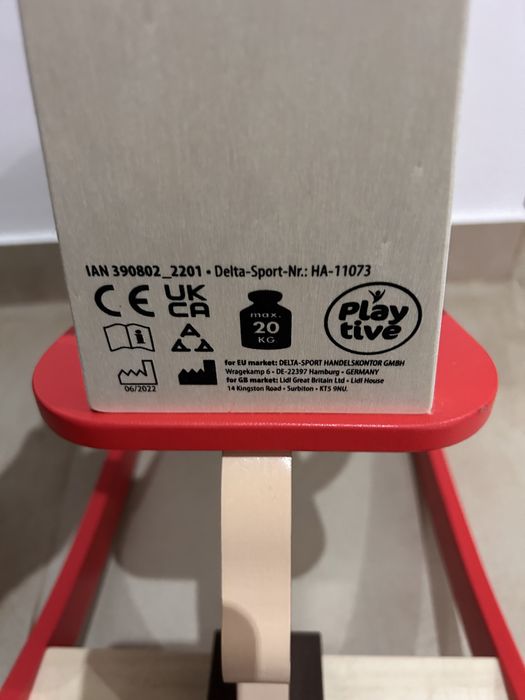 IAN 390802_2201 • Delta-Sport-Nr.: HA-11073
CE UK CA
max. 20 KG
Play tive
i
A
06/2022
for EU market: DELTA-SPORT HANDELSKONTOR GMBH
Wragekamp 6 • DE-22397 Hamburg • GERMANY
for GB market: Lidl Great Britain Ltd • Lidl House
14 Kingston Road • Surbiton • KT5 9NU.